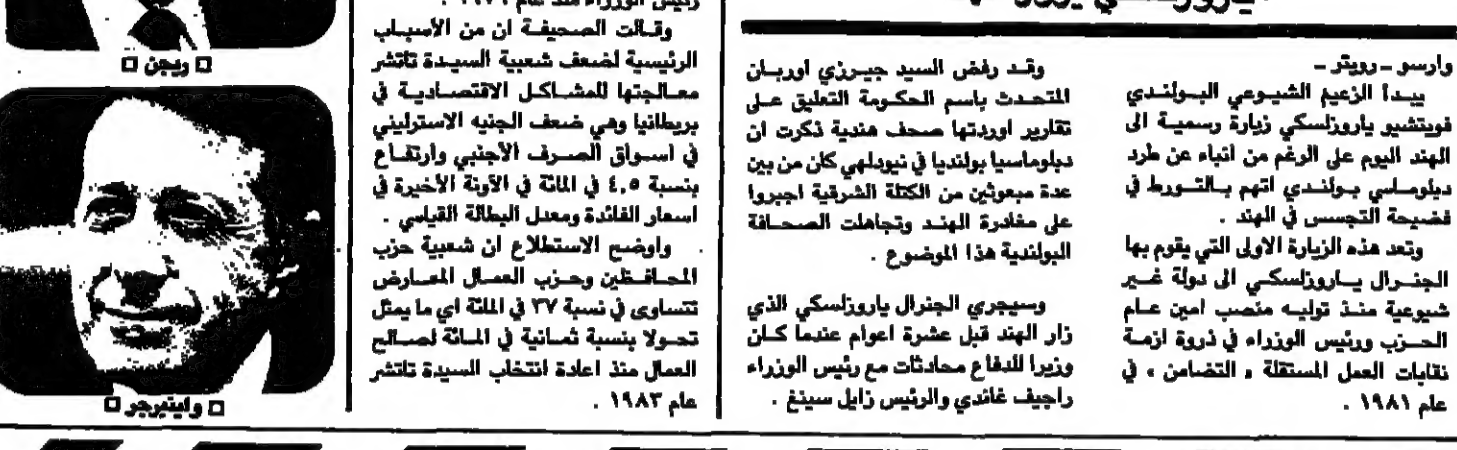 وارسو ـ رويتر ـ
يبدأ الزعيم الشيوعي البولندي
فويتشيو ياروزلسكي زيارة رسمية الى
الهند اليوم على الرغم من انباء عن طرد
دبلوماسي بولندي اتهم بالتورط في
فضيحة التجسس في الهند .
وتعد هذه الزيارة الاولى التي يقوم بها
الجنرال ياروزلسكي الى دولة غير
شيوعية منذ توليه منصب امين عام
الحزب ورئيس الوزراء في ذروة ازمة
نقابات العمل المستقلة « التضامن » في
عام ١٩٨١ .
وقد رفض السيد جيرزي اوربان
المتحدث باسم الحكومة التعليق على
تقارير اوردتها صحف هندية ذكرت ان
دبلوماسيا بولنديا في نيودلهي كان من بين
عدة مبعوثين من الكتلة الشرقية اجبروا
على مغادرة الهند وتجاهلت الصحافة
البولندية هذا الموضوع .
وسيجري الجنرال ياروزلسكي الذي
زار الهند قبل عشرة اعوام عندما كان
وزيرا للدفاع محادثات مع رئيس الوزراء
راجيف غاندي والرئيس زايل سينغ .
رئيس الوزراء منذ عام
وقالت الصحيفة ان من الأسباب
الرئيسية لضعف شعبية السيدة تاتشر
معالجتها للمشاكل الاقتصادية في
بريطانيا وهي ضعف الجنيه الاسترليني
في اسواق الصرف الأجنبي وارتفاع
بنسبة ٤,٥ في المائة في الآونة الأخيرة في
اسعار الفائدة ومعدل البطالة القياسي .
واوضح الاستطلاع ان شعبية حزب
المحافظين وحزب العمال المعارض
تتساوى في نسبة ٣٧ في المائة اي ما يمثل
تحولا بنسبة ثمانية في المائة لصالح
العمال منذ اعادة انتخاب السيدة تاتشر
عام ١٩٨٣ .
□ ريجن □
□ واينبرجر □